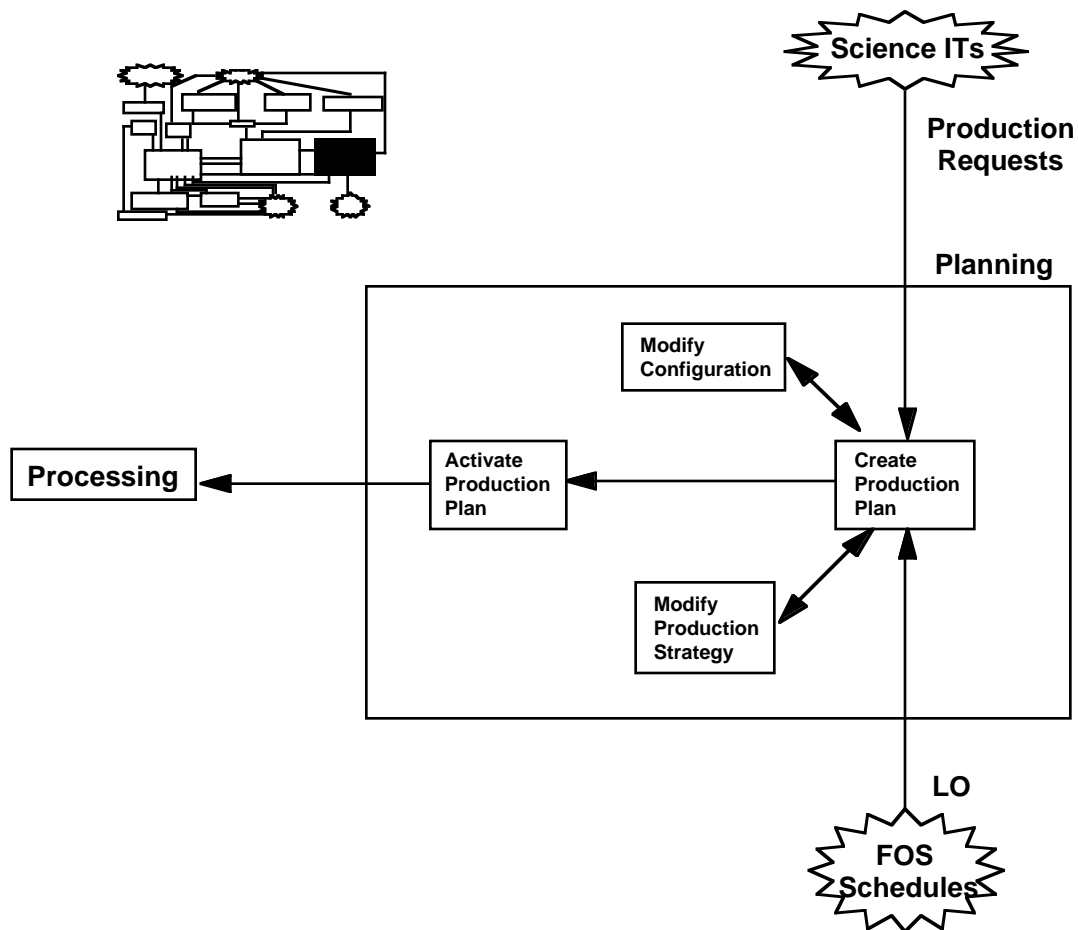 Science ITs
Production
Requests
Planning
Modify
Configuration
Processing
Activate
Production
Plan
Create
Production
Plan
Modify
Production
Strategy
LO
FOS
Schedules